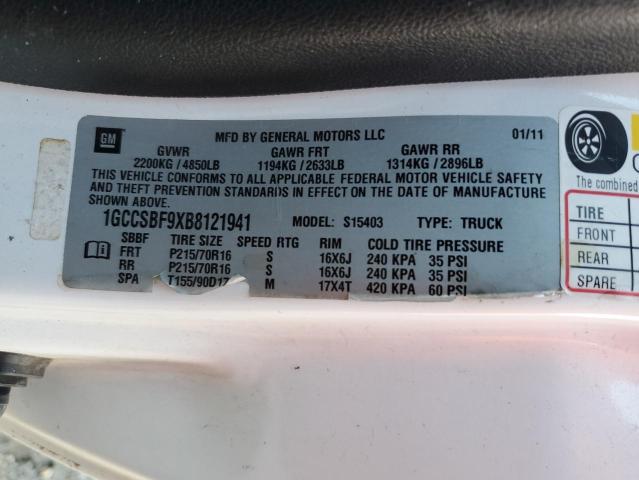 GM
MFD BY GENERAL MOTORS LLC 01/11
GVWR GAWR FRT GAWR RR
2200KG / 4850LB 1194KG / 2633LB 1314KG / 2896LB
THIS VEHICLE CONFORMS TO ALL APPLICABLE FEDERAL MOTOR VEHICLE
SAFETY STANDARDS IN EFFECT ON THE DATE OF MANUFACTURE
SHOWN ABOVE.
1GCCSBF9XB8121941 MODEL: S15403 TYPE: TRUCK
SBBF TIRE SIZE SPEED RTG RIM COLD TIRE PRESSURE
FRT P215/70R16 S 16X6J 240 KPA 35 PSI
RR P215/70R16 S 16X6J 240 KPA 35 PSI
SPA T155/90D17 M 17X4T 420 KPA 60 PSI
The combined
TIRE
FRONT
REAR
SPARE